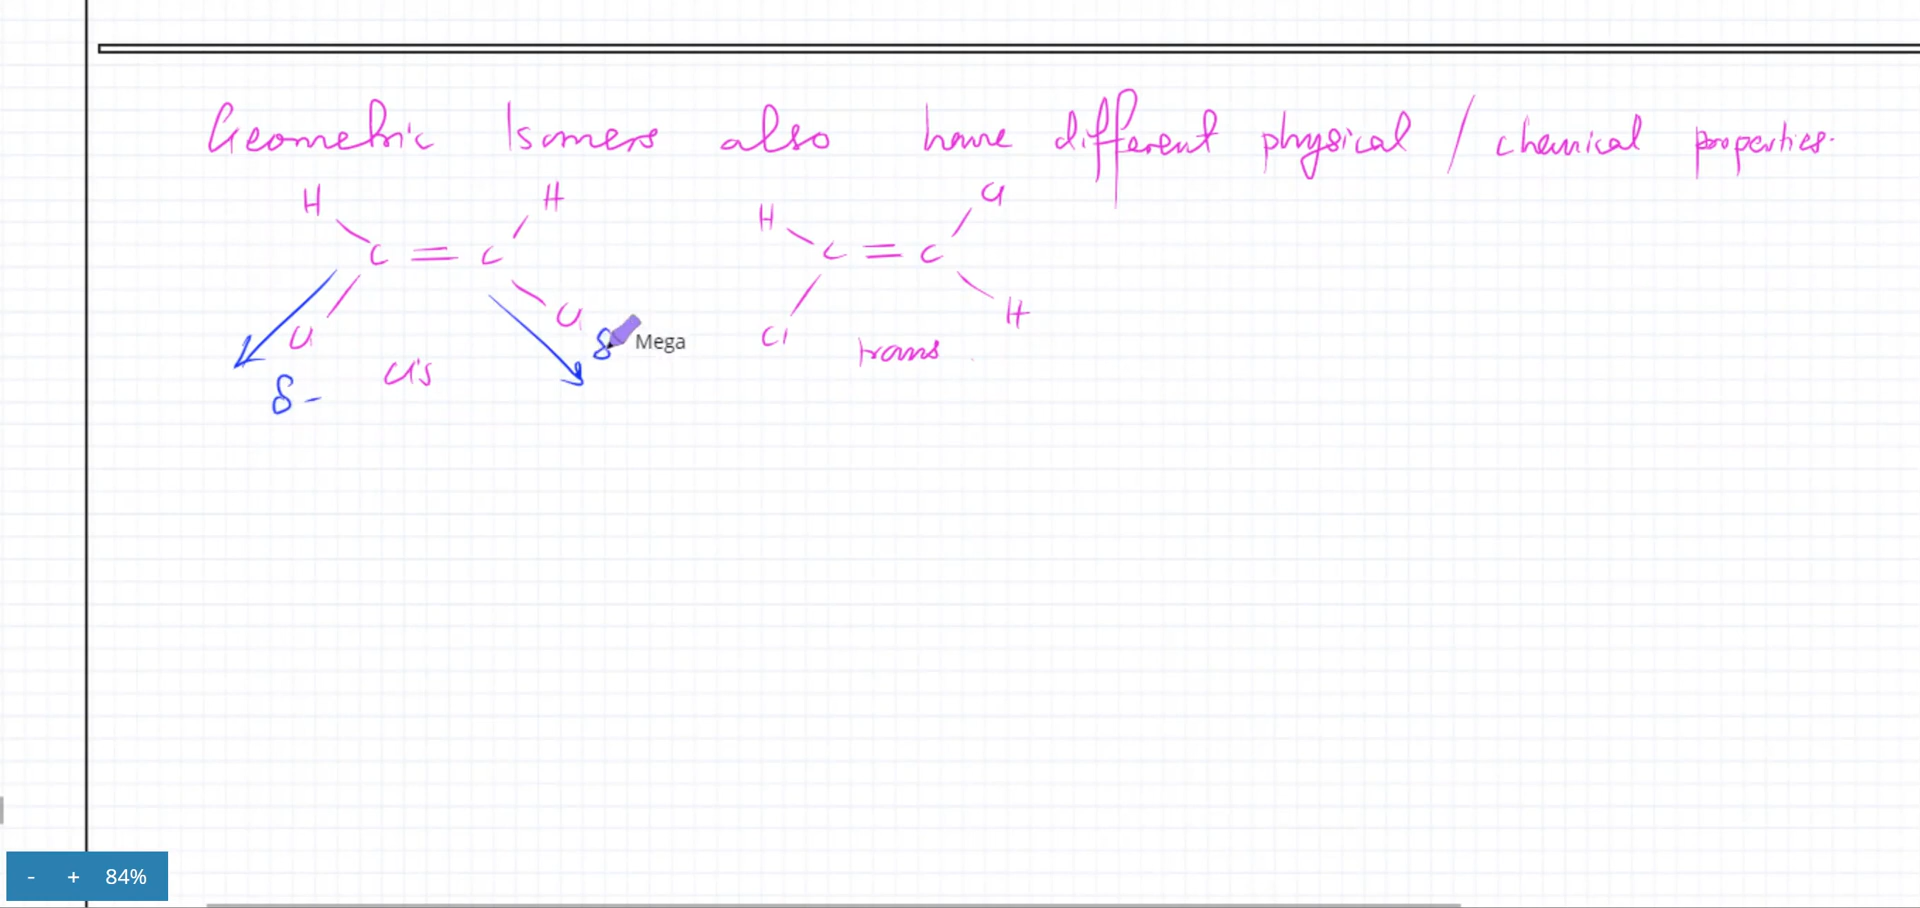 Geometric Isomers also have different physical / chemical properties.
H H
C = C
Cl Cl
cis
δ-
δ
Mega
H Cl
C = C
Cl H
trans
- + 84%